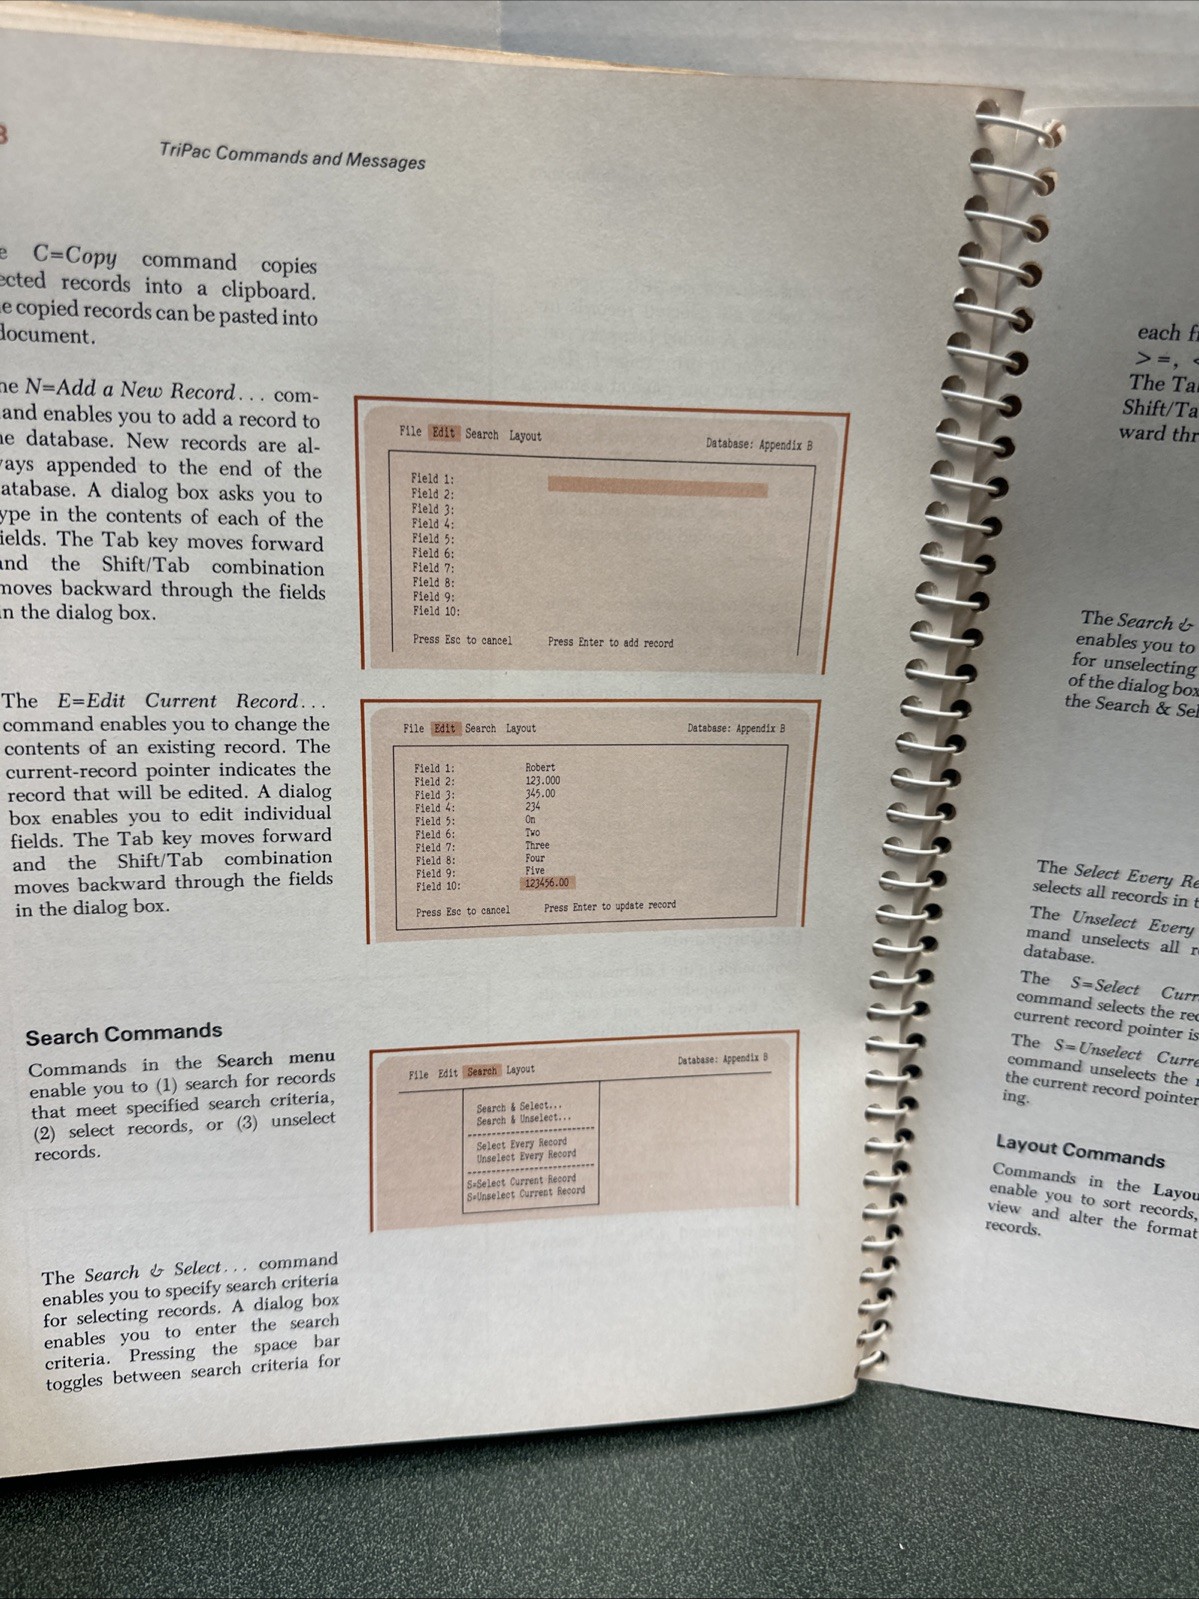 TriPac Commands and Messages
C=Copy command copies
records into a clipboard.
copied records can be pasted into
N=Add a New Record... com-
enables you to add a record to
database. New records are al-
appended to the end of the
A dialog box asks you to
in the contents of each of the
The Tab key moves forward
the Shift/Tab combination
backward through the fields
the dialog box.
File Edit Search Layout
Database: Appendix B
Field 1:
Field 2:
Field 3:
Field 4:
Field 5:
Field 6:
Field 7:
Field 8:
Field 9:
Field 10:
Press Esc to cancel Press Enter to add record
The E=Edit Current Record...
command enables you to change the
contents of an existing record. The
current-record pointer indicates the
record that will be edited. A dialog
box enables you to edit individual
fields. The Tab key moves forward
and the Shift/Tab combination
moves backward through the fields
in the dialog box.
File Edit Search Layout Database: Appendix B
Field 1: Robert
Field 2: 123.000
Field 3: 345.00
Field 4: 234
Field 5: On
Field 6: Two
Field 7: Three
Field 8: Four
Field 9: Five
Field 10: 123456.00
Press Esc to cancel Press Enter to update record
Search Commands
Commands in the Search menu
enable you to (1) search for records
that meet specified search criteria,
(2) select records, or (3) unselect
records.
File Edit Search Layout Database: Appendix B
Search & Select...
Search & Unselect...
Select Every Record
Unselect Every Record
S=Select Current Record
S=Unselect Current Record
The Search & Select... command
enables you to specify search criteria
for selecting records. A dialog box
enables you to enter the search
criteria. Pressing the space bar
toggles between search criteria for
each
>=,
The
ward
The Search &
enables you to
for unselecting
of the dialog box
the Search &
The Select Every
selects all records in
The Unselect Every
mand unselects all
database.
The S=Select
command selects the
current record pointer is
The S=Unselect
command unselects the
the current record pointer
ing.
Layout Commands
Commands in the
enable you to sort records,
view and alter the format
records.